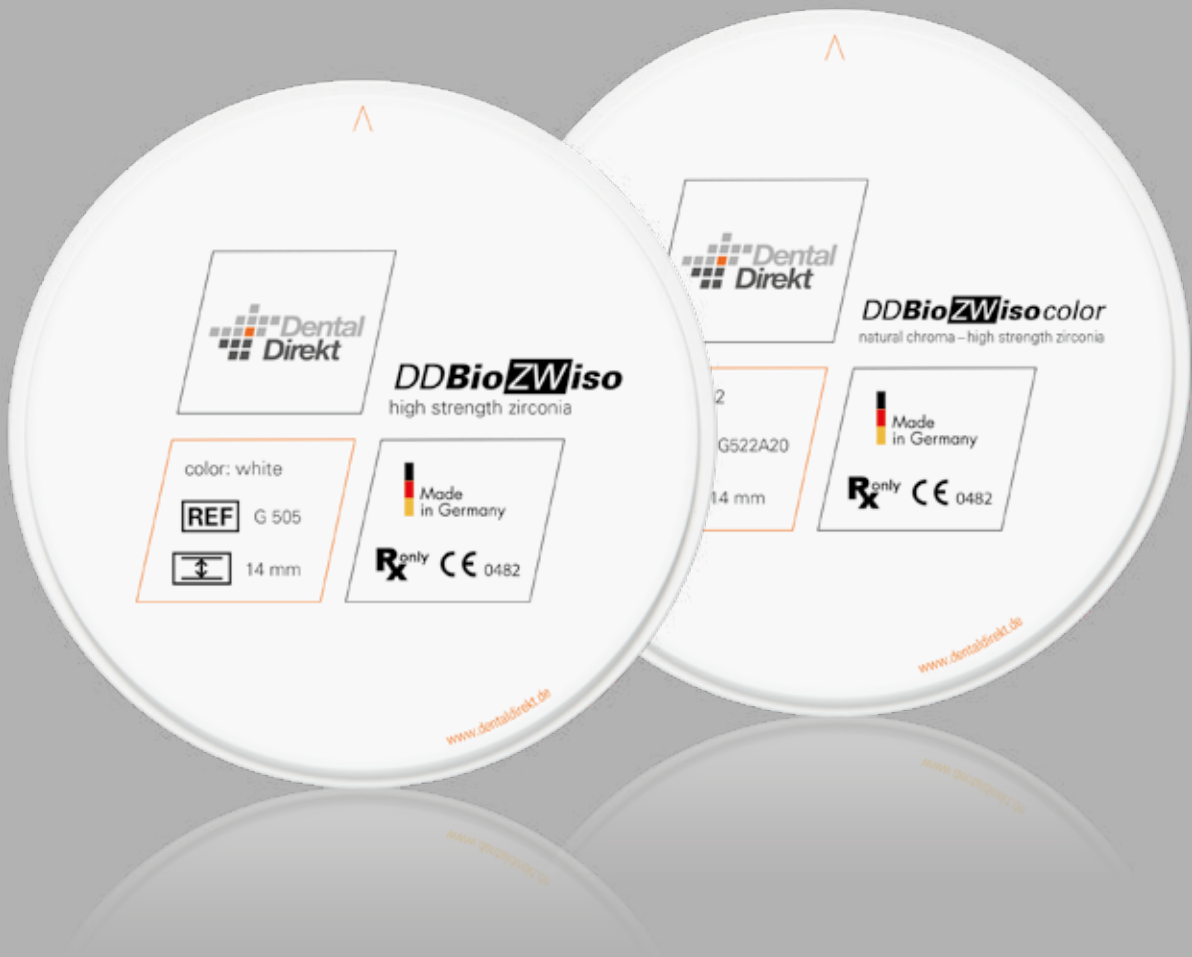 Dental
Direkt
DDBioZWiso
high strength zirconia
color: white
REF G 505
14 mm
Made
in Germany
Rx only CE 0482
www.dentaldirekt.de
Dental
Direkt
DDBioZWisocolor
natural chroma – high strength zirconia
2
G522A20
14 mm
Made
in Germany
Rx only CE 0482
www.dentaldirekt.de